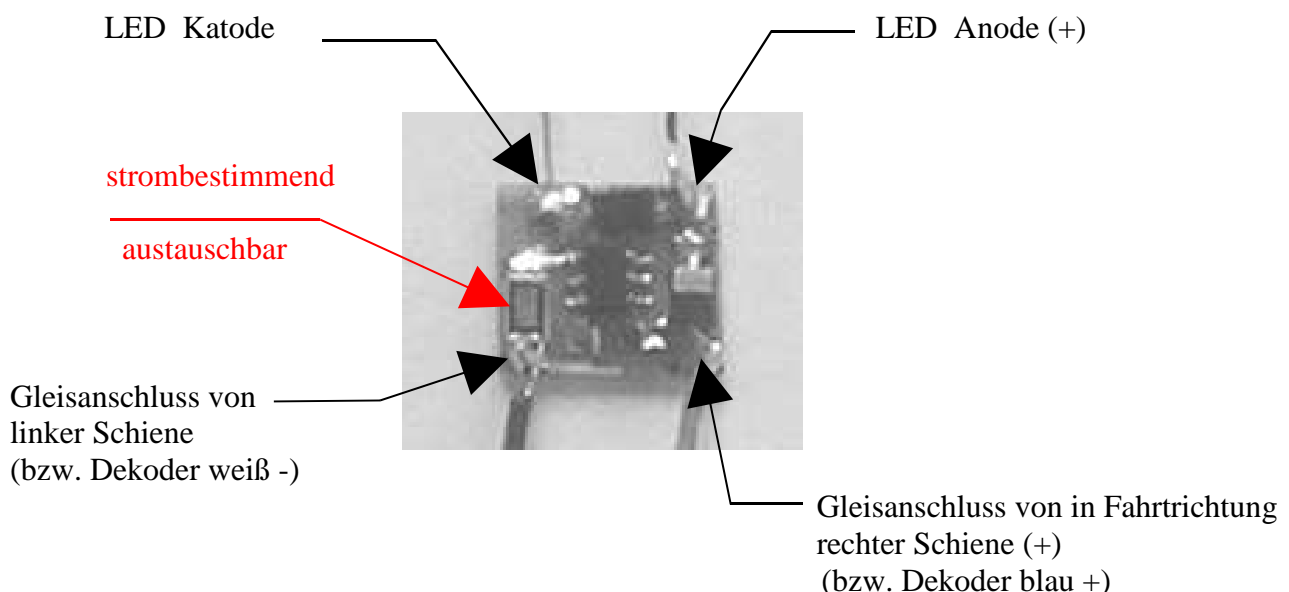 LED Katode
LED Anode (+)
strombestimmend
austauschbar
Gleisanschluss von
linker Schiene
(bzw. Dekoder weiß -)
Gleisanschluss von in Fahrtrichtung
rechter Schiene (+)
(bzw. Dekoder blau +)